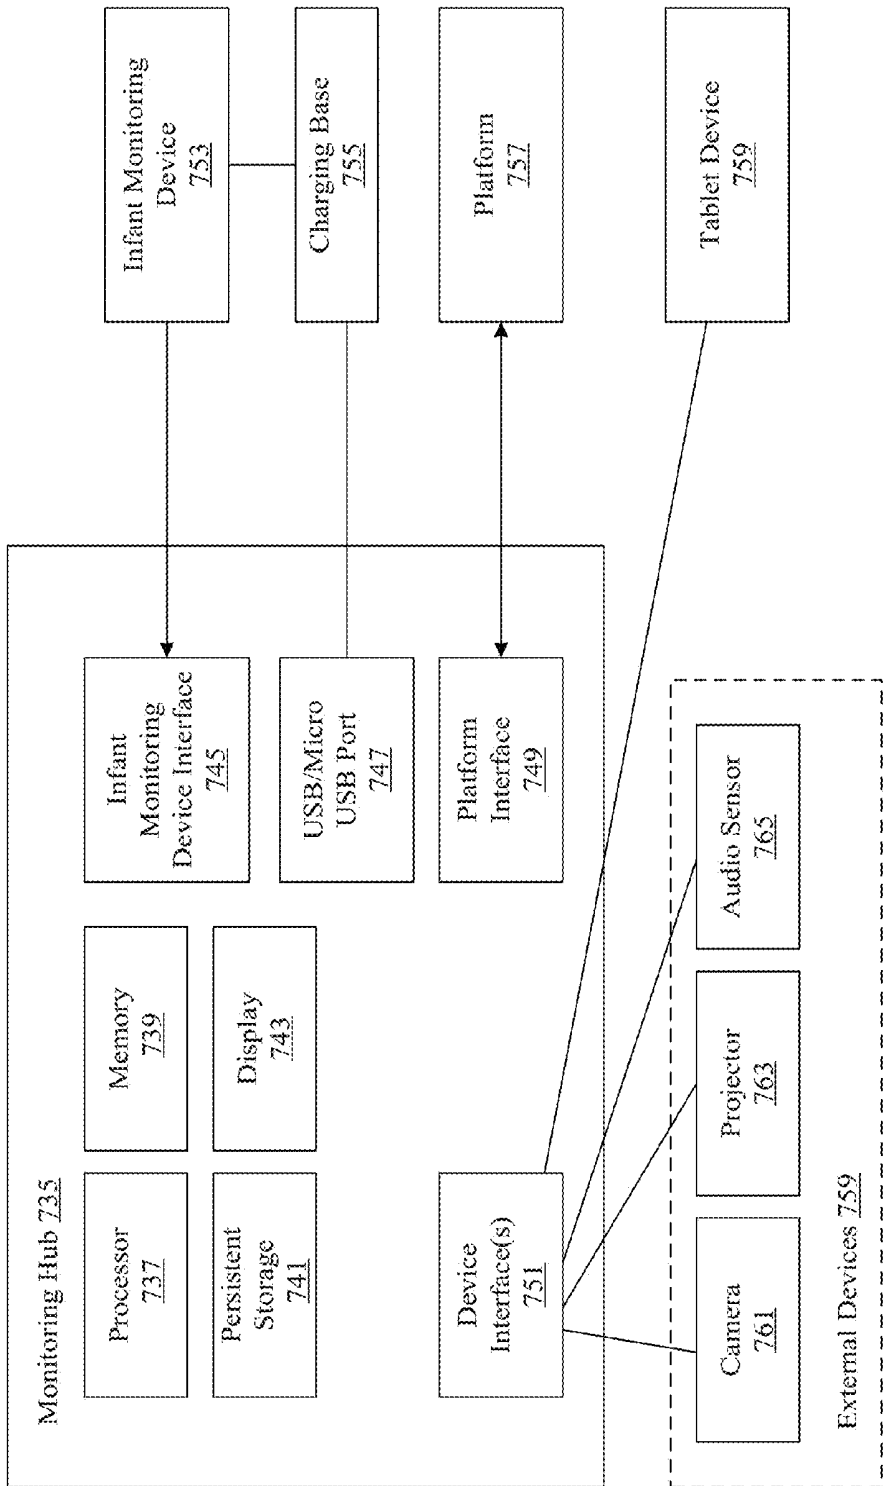 Monitoring Hub 735
Processor
737
Memory
739
Persistent
Storage
741
Display
743
Infant
Monitoring
Device Interface
745
USB/Micro
USB Port
747
Platform
Interface
749
Device
Interface(s)
751
Infant Monitoring
Device
753
Charging Base
755
Platform
757
Tablet Device
759
Camera
761
Projector
763
Audio Sensor
765
External Devices 759